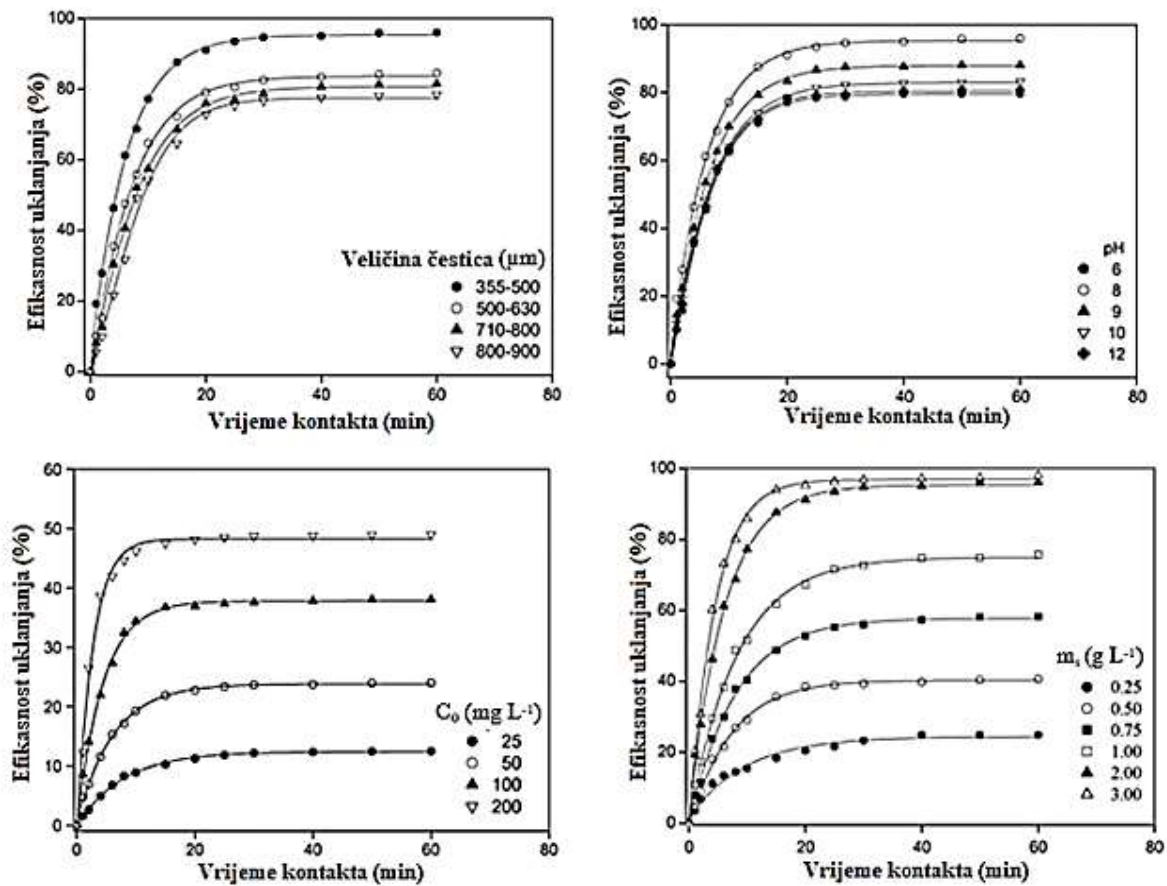 100
80
60
40
20
0
Efikasnost uklanjanja (%)
Veličina čestica (µm)
355-500
500-630
710-800
800-900
0 20 40 60 80
Vrijeme kontakta (min)
100
80
60
40
20
0
Efikasnost uklanjanja (%)
pH
6
8
9
10
12
0 20 40 60 80
Vrijeme kontakta (min)
60
50
40
30
20
10
0
Efikasnost uklanjanja (%)
C₀ (mg L⁻¹)
25
50
100
200
0 20 40 60 80
Vrijeme kontakta (min)
100
80
60
40
20
0
Efikasnost uklanjanja (%)
mₛ (g L⁻¹)
0.25
0.50
0.75
1.00
2.00
3.00
0 20 40 60 80
Vrijeme kontakta (min)